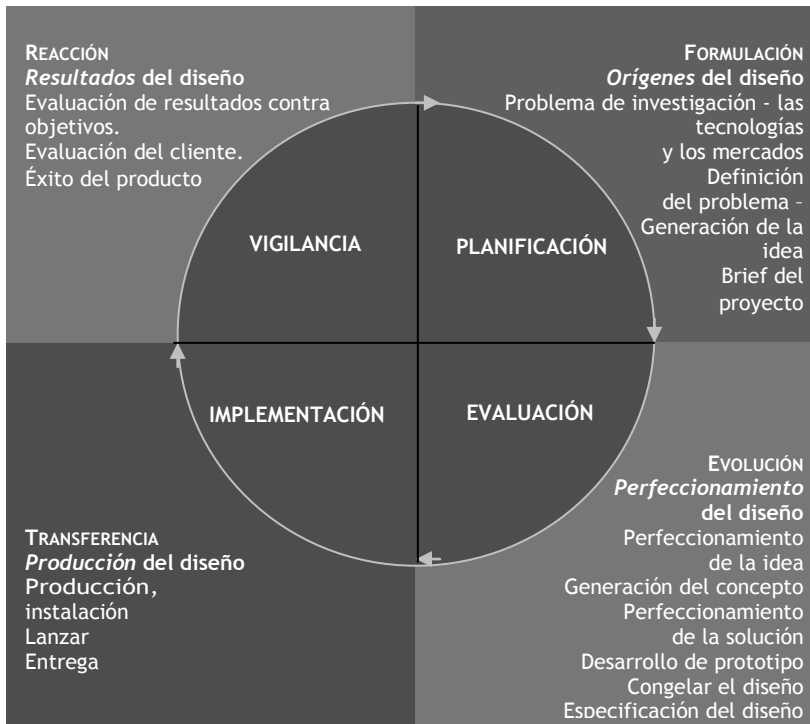 REACCIÓN
Resultados del diseño
Evaluación de resultados contra
objetivos.
Evaluación del cliente.
Éxito del producto
FORMULACIÓN
Orígenes del diseño
Problema de investigación - las
tecnologías
y los mercados
Definición
del problema –
Generación de la
idea
Brief del
proyecto
VIGILANCIA
PLANIFICACIÓN
IMPLEMENTACIÓN
EVALUACIÓN
TRANSFERENCIA
Producción del diseño
Producción,
instalación
Lanzar
Entrega
EVOLUCIÓN
Perfeccionamiento
del diseño
Perfeccionamiento
de la idea
Generación del concepto
Perfeccionamiento
de la solución
Desarrollo de prototipo
Congelar el diseño
Especificación del diseño